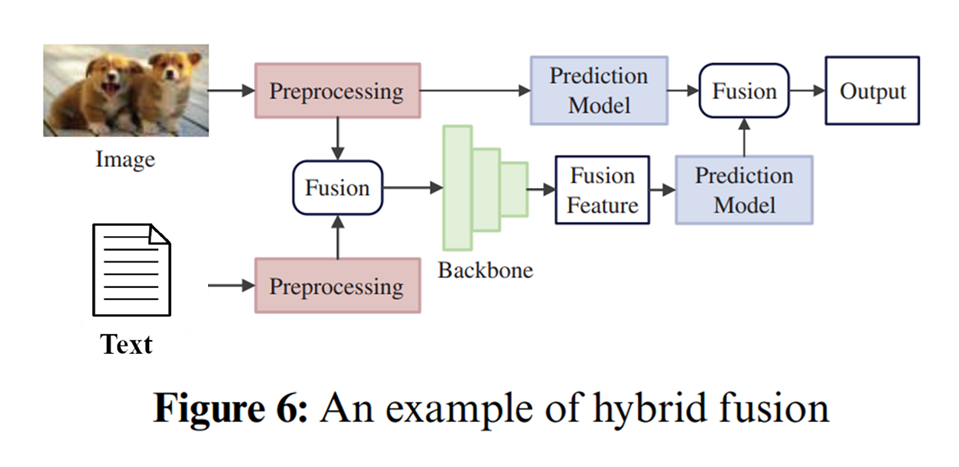 Preprocessing
Prediction
Model
Fusion
Output
Image
Fusion
Fusion
Feature
Prediction
Model
Backbone
Preprocessing
Text
Figure 6: An example of hybrid fusion